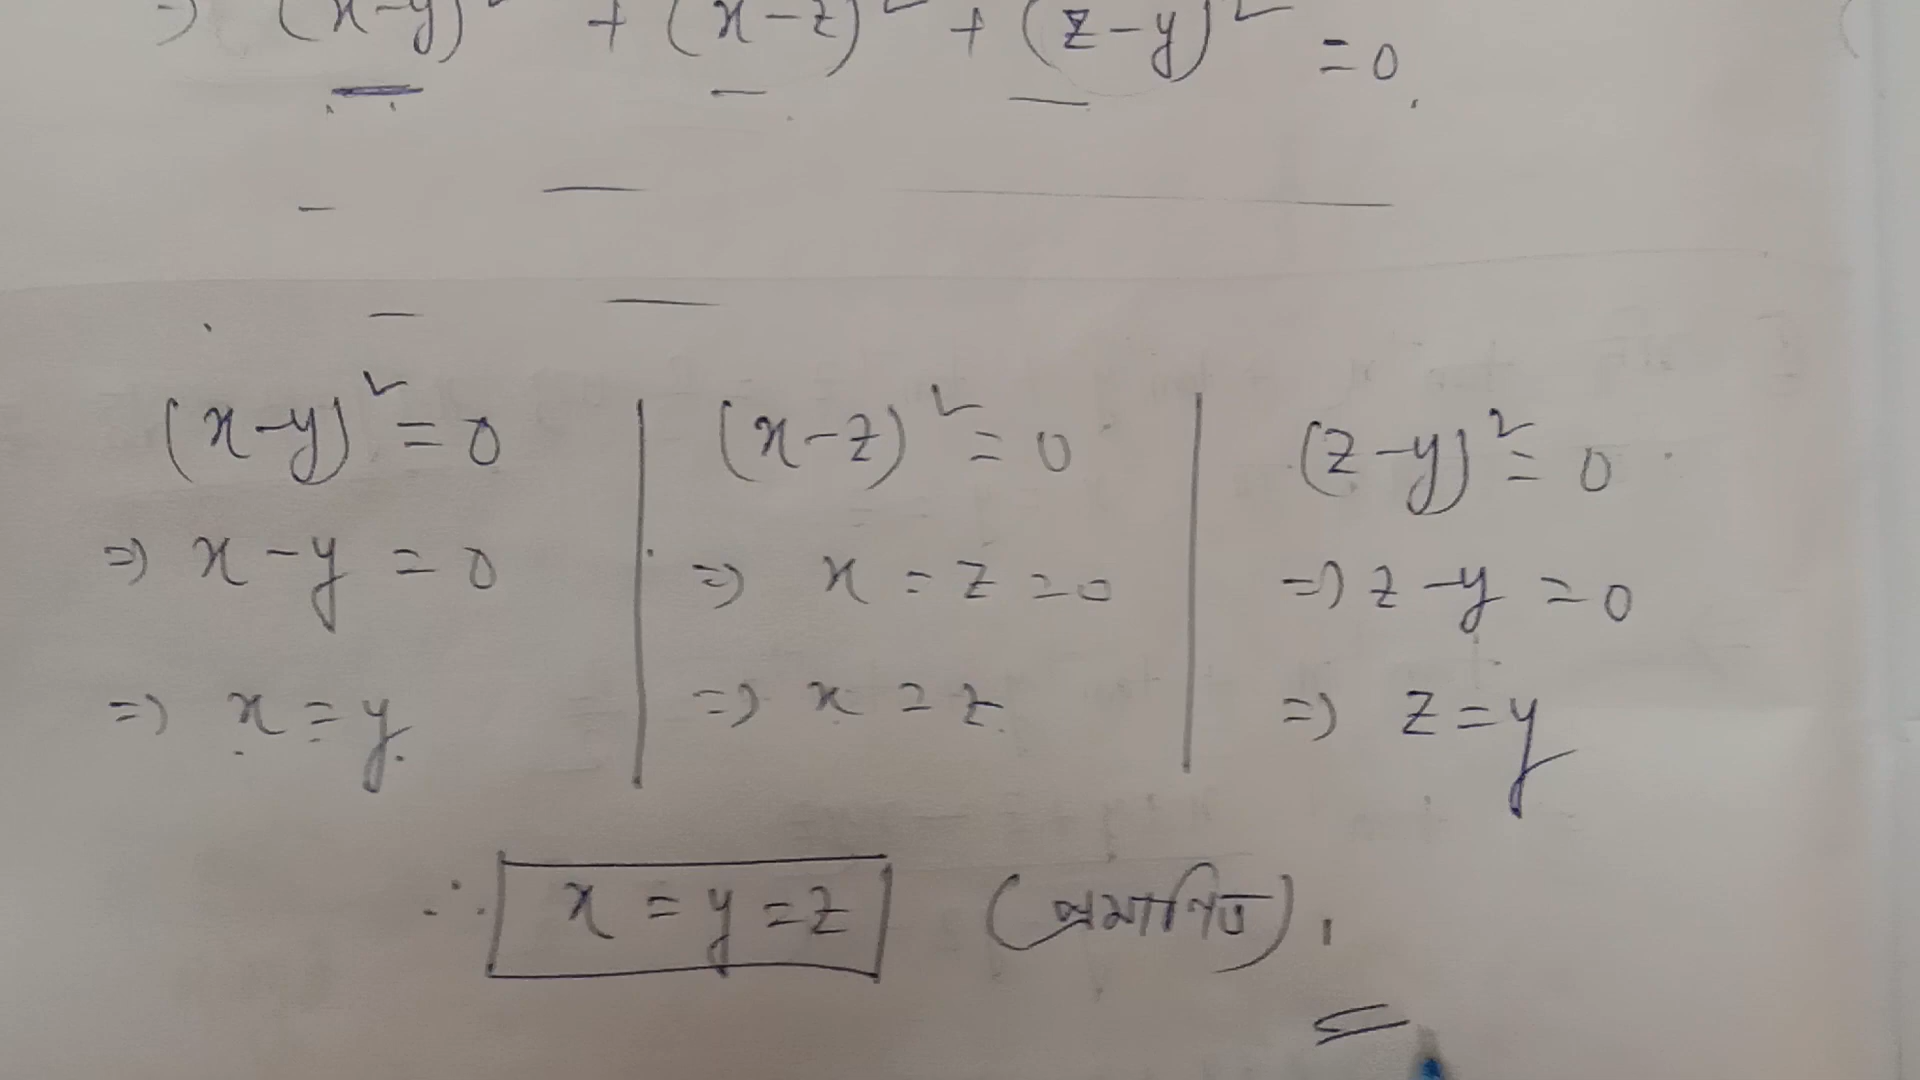 => (x-y)² + (x-z)² + (z-y)² = 0
(x-y)² = 0 | (x-z)² = 0 | (z-y)² = 0
=> x-y = 0 | => x = z = 0 | => z-y = 0
=> x = y | => x = z | => z = y
∴ x = y = z (প্রমাণিত)।